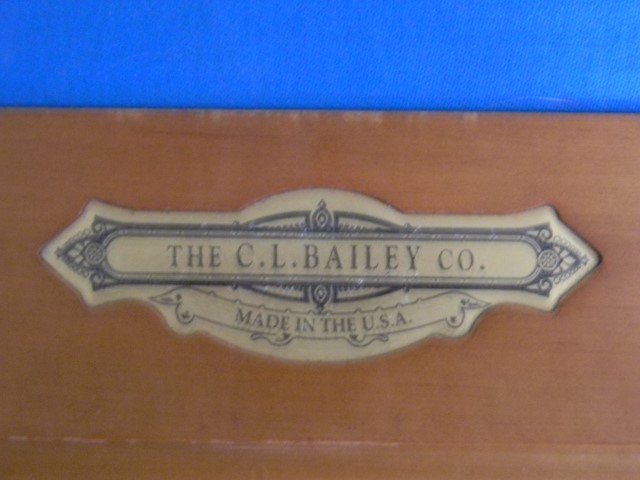 THE C.L.BAILEY CO.
MADE IN THE U.S.A.